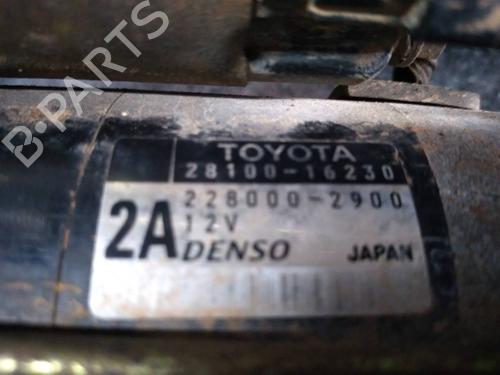 B-PARTS
TOYOTA
28100-16230
228000-2900
12V
2A DENSO JAPAN